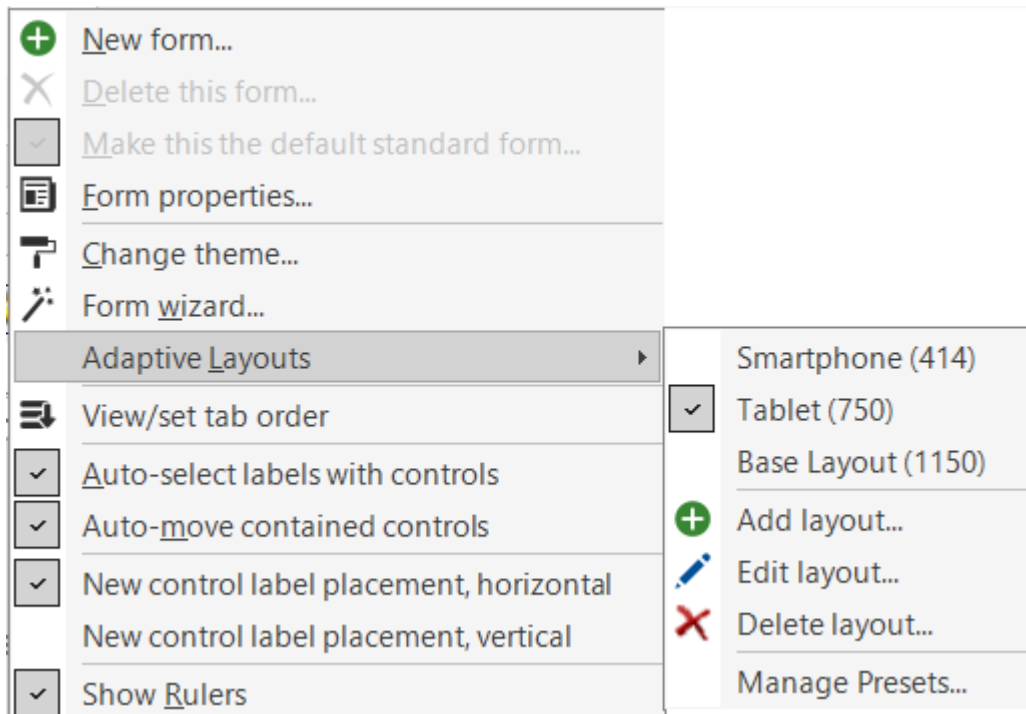 New form...
Delete this form...
Make this the default standard form...
Form properties...
Change theme...
Form wizard...
Adaptive Layouts
View/set tab order
Auto-select labels with controls
Auto-move contained controls
New control label placement, horizontal
New control label placement, vertical
Show Rulers
Smartphone (414)
Tablet (750)
Base Layout (1150)
Add layout...
Edit layout...
Delete layout...
Manage Presets...